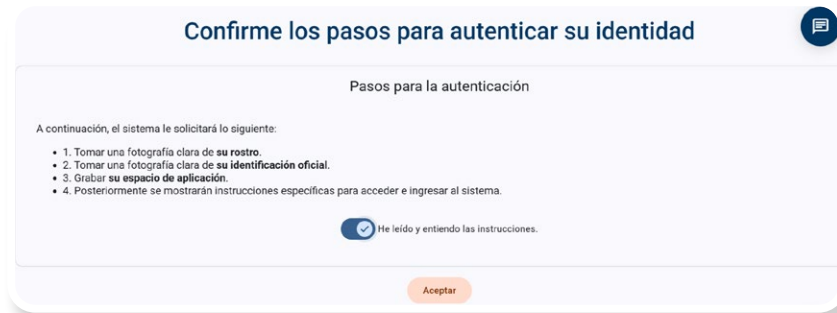 Confirme los pasos para autenticar su identidad
Pasos para la autenticación
A continuación, el sistema le solicitará lo siguiente:
• 1. Tomar una fotografía clara de su rostro.
• 2. Tomar una fotografía clara de su identificación oficial.
• 3. Grabar su espacio de aplicación.
• 4. Posteriormente se mostrarán instrucciones específicas para acceder e ingresar al sistema.
He leído y entiendo las instrucciones.
Aceptar